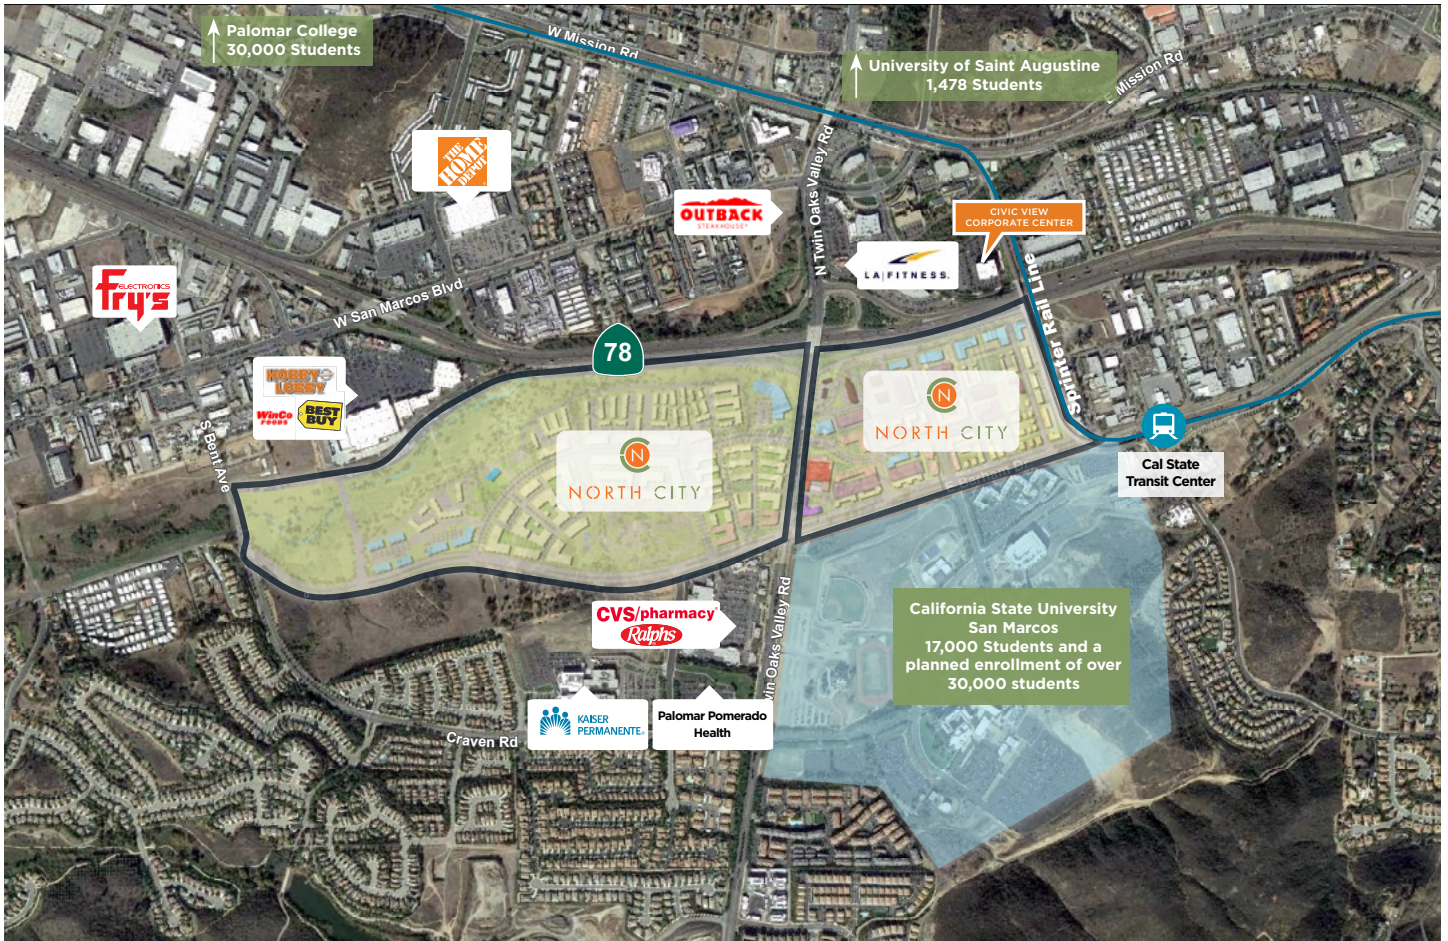 Palomar College
30,000 Students
W Mission Rd
University of Saint Augustine
1,478 Students
E Mission Rd
THE
HOME
DEPOT
N Twin Oaks Valley Rd
OUTBACK
STEAKHOUSE®
CIVIC VIEW
CORPORATE CENTER
LA|FITNESS.
Fry's
ELECTRONICS
W San Marcos Blvd
Sprinter Rail Line
78
HOBBY
LOBBY
WinCo
FOODS
BEST
BUY
S Bent Ave
N
NORTH CITY
N
NORTH CITY
Cal State
Transit Center
CVS/pharmacy
Ralphs
win Oaks Valley Rd
California State University
San Marcos
17,000 Students and a
planned enrollment of over
30,000 students
KAISER
PERMANENTE®
Palomar Pomerado
Health
Craven Rd